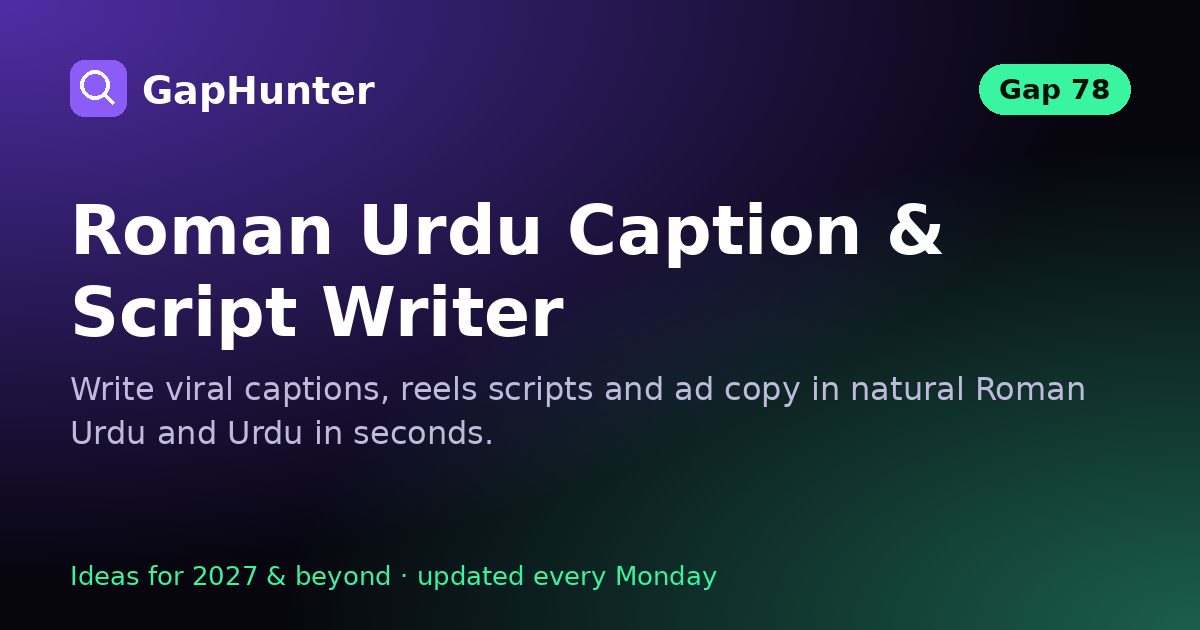 GapHunter
Gap 78
Roman Urdu Caption &
Script Writer
Write viral captions, reels scripts and ad copy in natural Roman
Urdu and Urdu in seconds.
Ideas for 2027 & beyond · updated every Monday